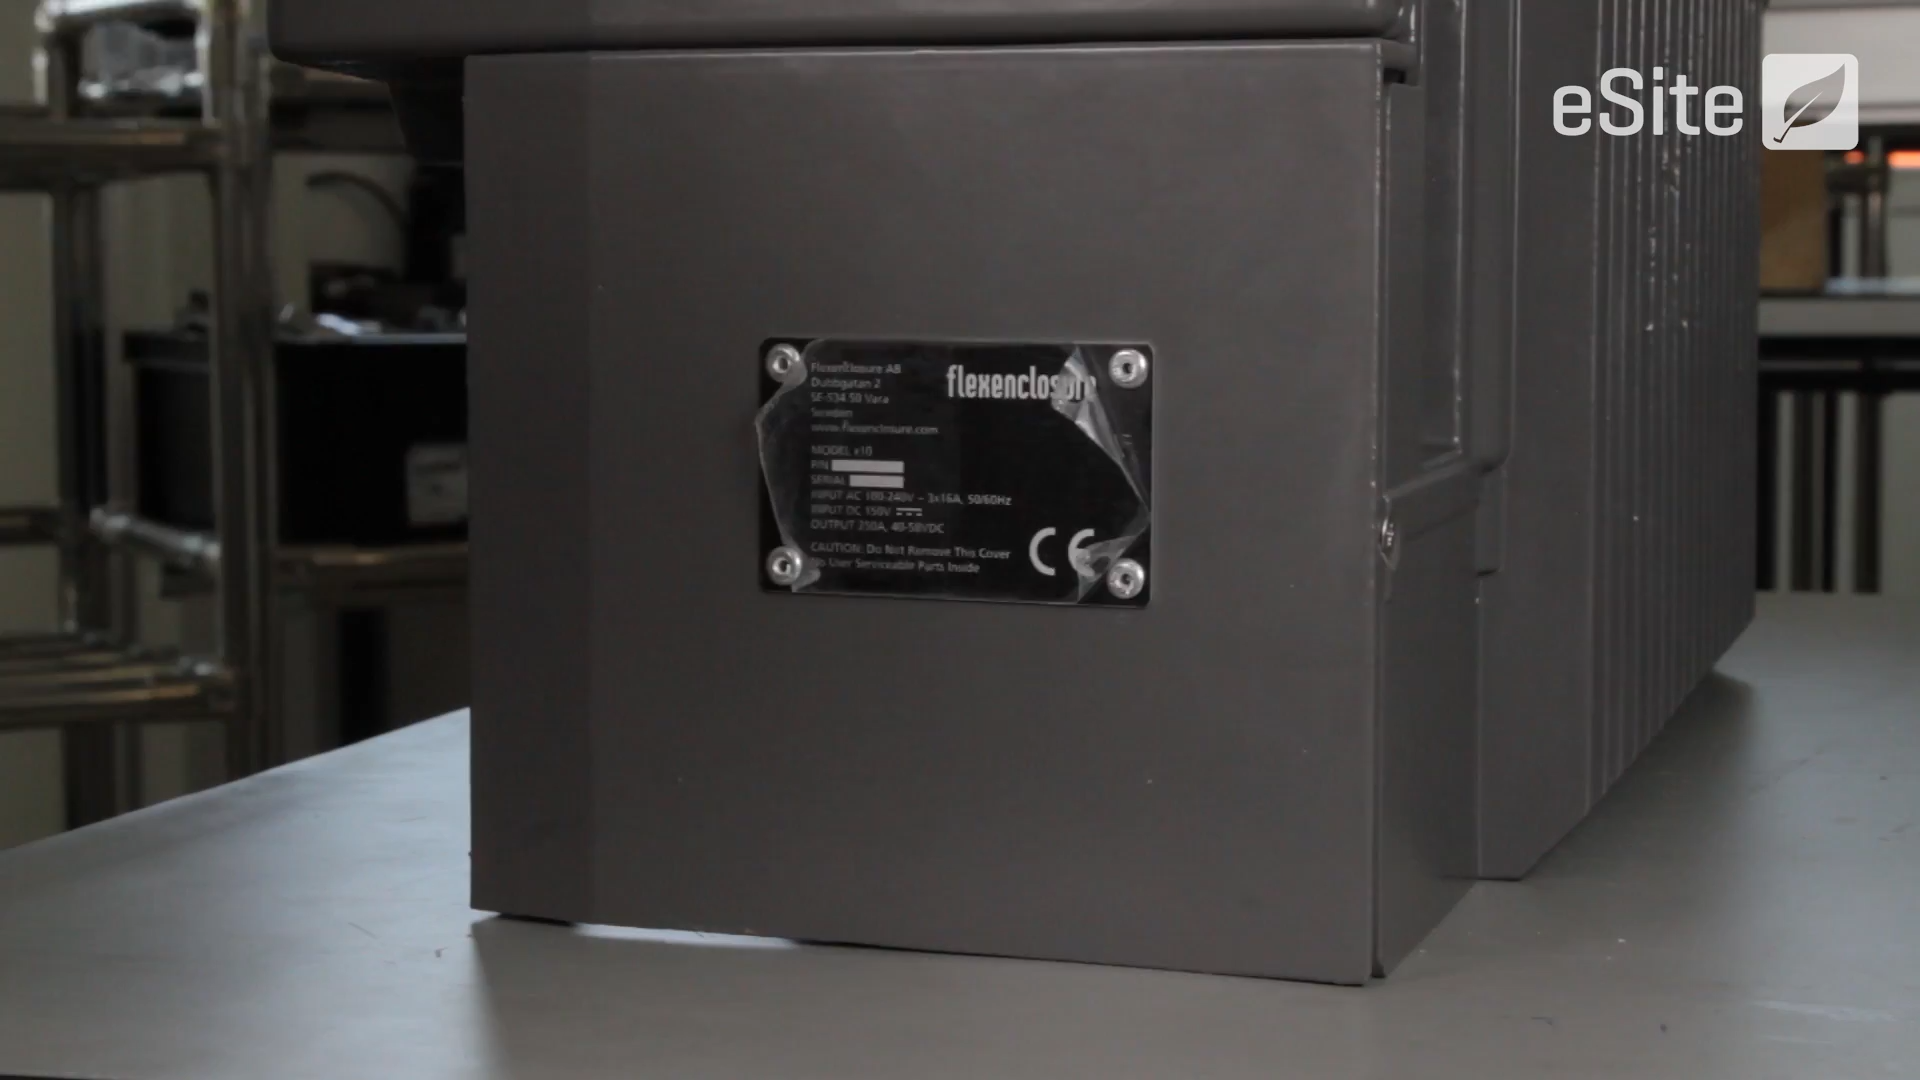 eSite
Flexenclosure AB
Dubbgatan 2
SE-534 50 Vara
Sweden
www.flexenclosure.com
flexenclosure
MODEL x10
P/N
SERIAL
INPUT AC 100-240V ~ 3x16A, 50/60Hz
INPUT DC 150V
OUTPUT 250A, 40-58VDC
CAUTION: Do Not Remove This Cover
No User Serviceable Parts Inside
CE